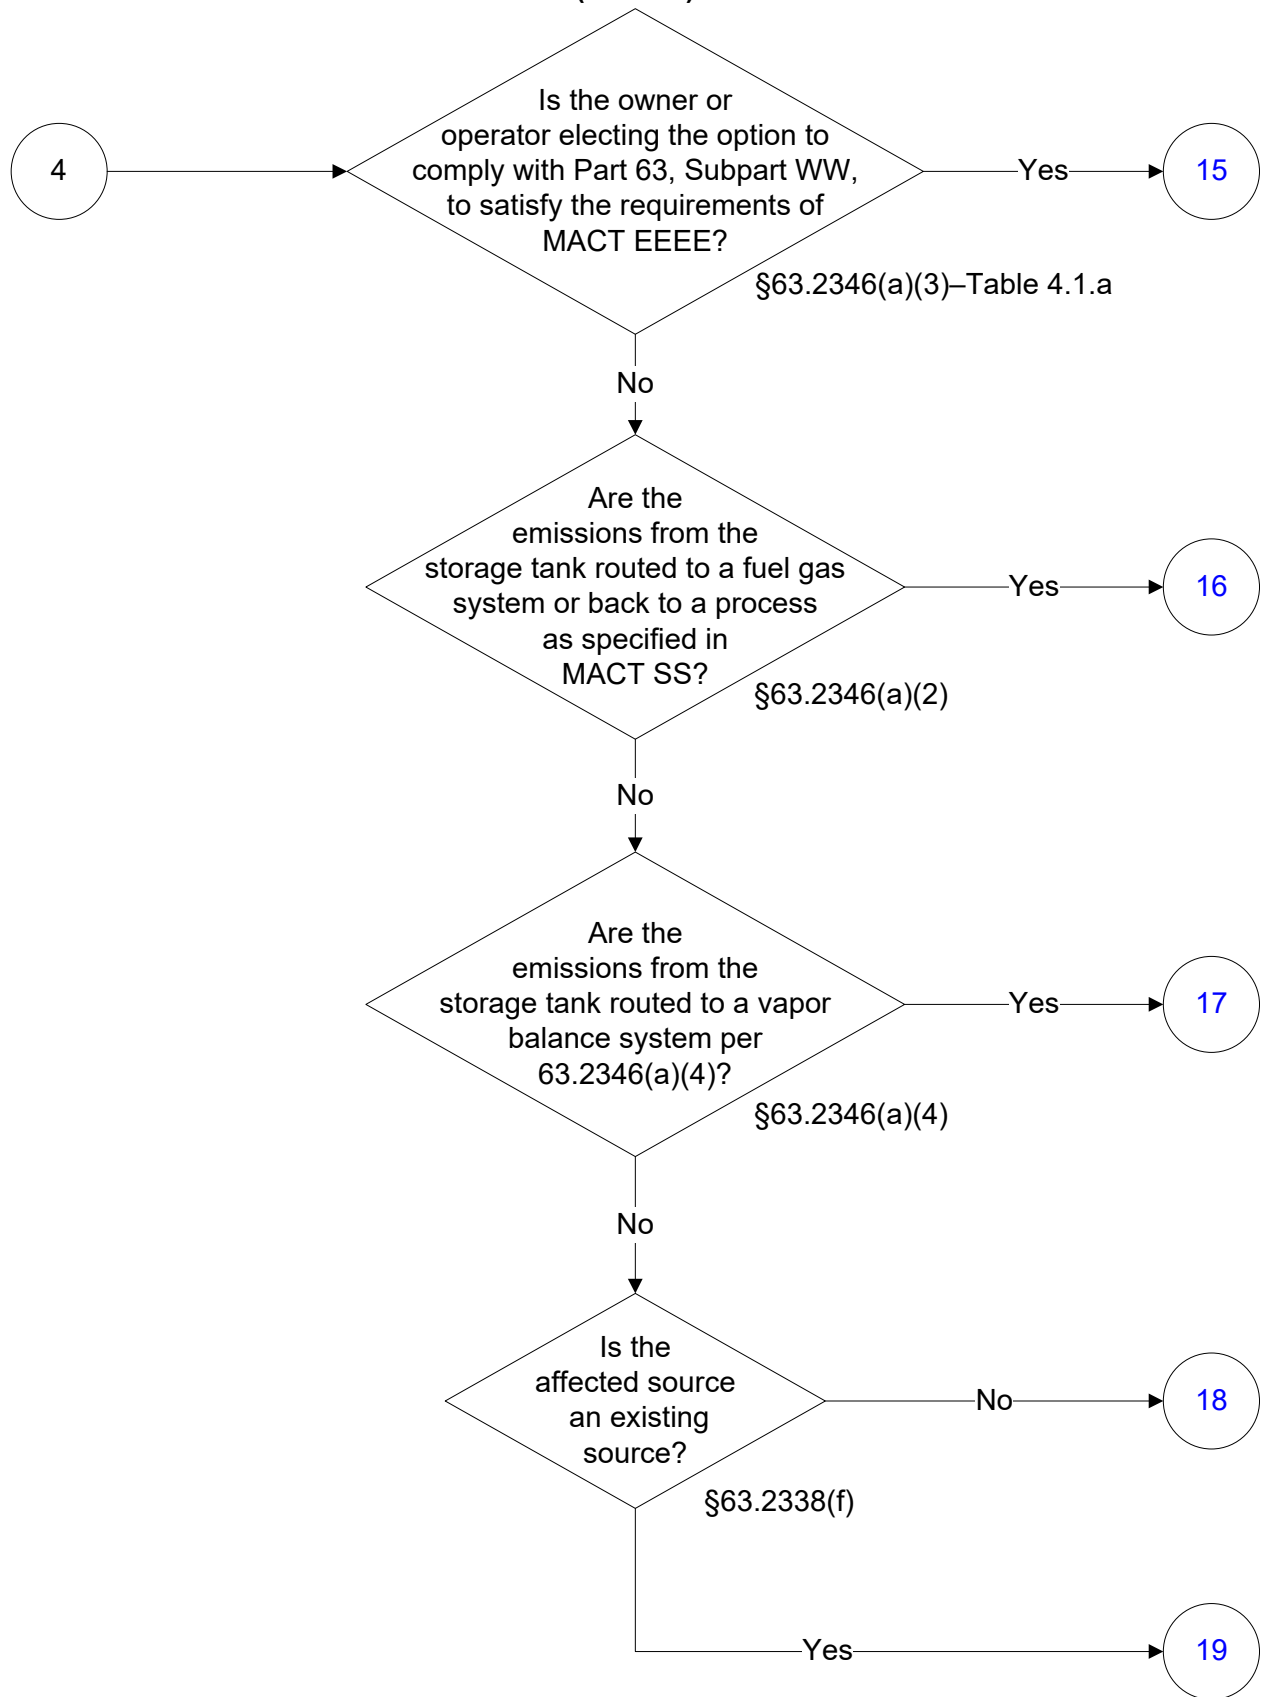 4
Is the owner or
operator electing the option to
comply with Part 63, Subpart WW,
to satisfy the requirements of
MACT EEEE?
Yes
15
§63.2346(a)(3)–Table 4.1.a
No
Are the
emissions from the
storage tank routed to a fuel gas
system or back to a process
as specified in
MACT SS?
Yes
16
§63.2346(a)(2)
No
Are the
emissions from the
storage tank routed to a vapor
balance system per
63.2346(a)(4)?
Yes
17
§63.2346(a)(4)
No
Is the
affected source
an existing
source?
No
18
§63.2338(f)
Yes
19